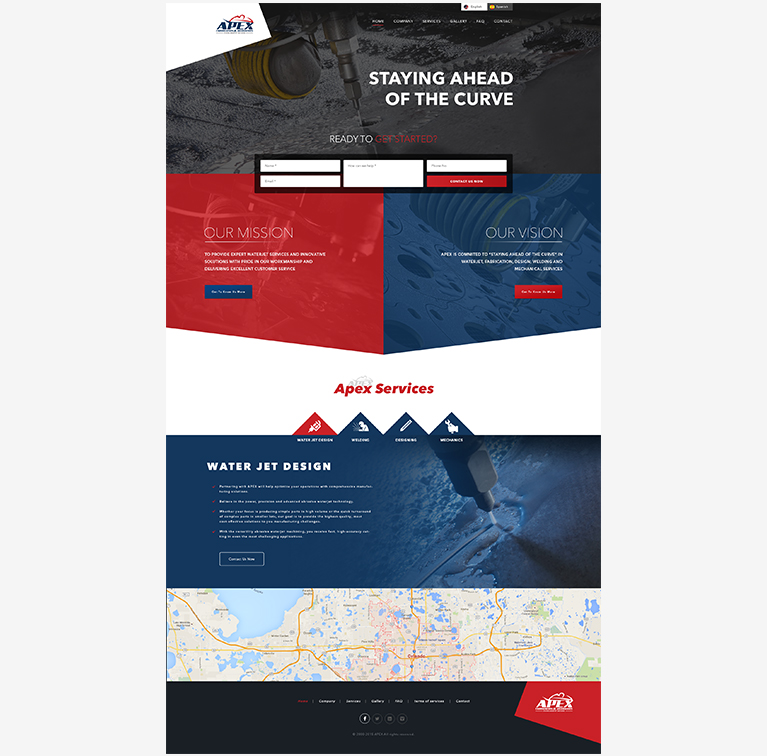 English
Spanish
APEX
HOME
COMPANY
SERVICES
GALLERY
FAQ
CONTACT
STAYING AHEAD
OF THE CURVE
READY TO GET STARTED?
Name *
How can we help *
Phone No
Email *
CONTACT US NOW
OUR MISSION
TO PROVIDE EXPERT WATERJET SERVICES AND INNOVATIVE
SOLUTIONS WITH PRIDE IN OUR WORKMANSHIP AND
DELIVERING EXCELLENT CUSTOMER SERVICE
Get To Know Us More
OUR VISION
APEX IS COMMITED TO "STAYING AHEAD OF THE CURVE" IN
WATERJET, FABRICATION, DESIGN, WELDING AND
MECHANICAL SERVICES
Get To Know Us More
Apex Services
WATER JET DESIGN
WELDING
DESIGNING
MECHANICS
WATER JET DESIGN
Partnering with APEX will help optimize your operations with comprehensive manufac-
turing solutions.
Believe in the power, precision and advanced abrasive waterjet technology.
Whether your focus is producing simple parts in high volume or the quick turnaround
of complex parts in smaller lots, our goal is to provide the highest quality, most
cost-effective solutions to you manufacturing challenges.
With the versatility abrasive waterjet machining, you receive fast, high-accuracy cut-
ting in even the most challenging applications.
Contact Us Now
Orlando
Home
Company
Services
Gallery
FAQ
Terms of services
Contact
APEX
All rights reserved.